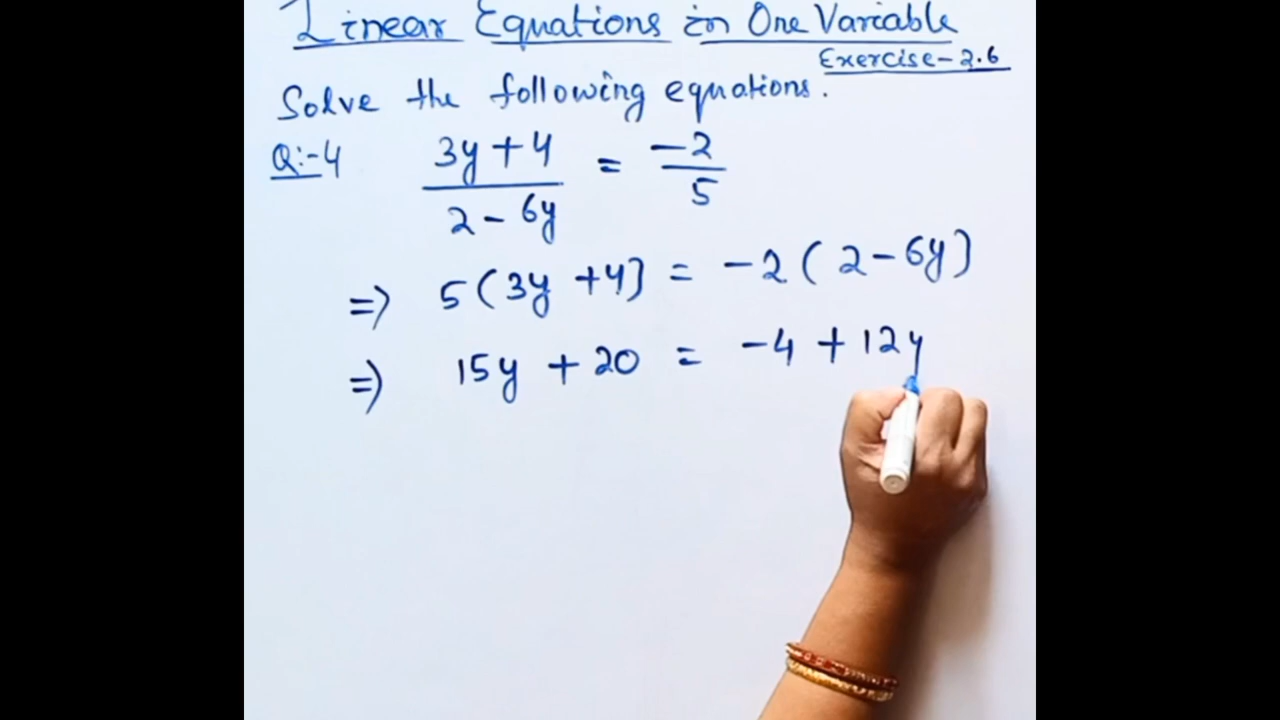 Linear Equations in One Variable
Exercise-2.6
Solve the following equations.
Q:-4 3y+4/2-6y = -2/5
=> 5(3y+4) = -2(2-6y)
=> 15y+20 = -4+12y